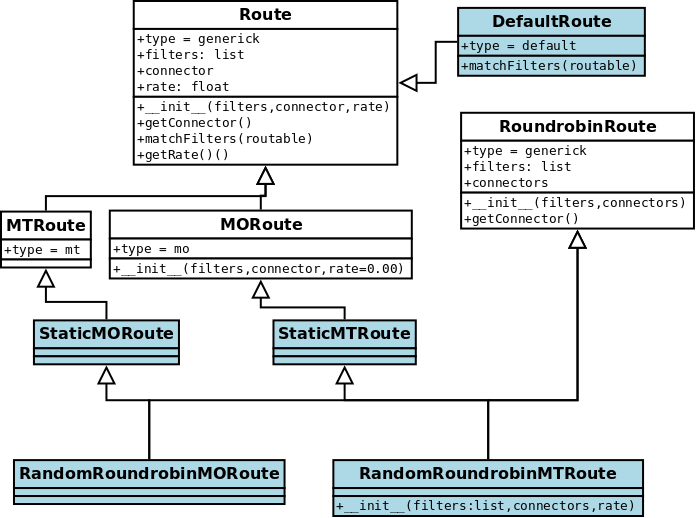 Route
+type = generick
+filters: list
+connector
+rate: float
+__init__(filters,connector,rate)
+getConnector()
+matchFilters(routable)
+getRate()()
DefaultRoute
+type = default
+matchFilters(routable)
RoundrobinRoute
+type = generick
+filters: list
+connectors
+__init__(filters,connectors)
+getConnector()
MTRoute
+type = mt
MORoute
+type = mo
+__init__(filters,connector,rate=0.00)
StaticMORoute
StaticMTRoute
RandomRoundrobinMORoute
RandomRoundrobinMTRoute
+__init__(filters:list,connectors,rate)